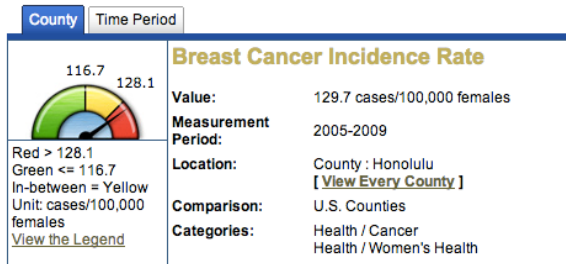 County
Time Period
116.7
128.1
Red > 128.1
Green <= 116.7
In-between = Yellow
Unit: cases/100,000
females
View the Legend
Breast Cancer Incidence Rate
Value: 129.7 cases/100,000 females
Measurement
Period: 2005-2009
Location: County : Honolulu
[ View Every County ]
Comparison: U.S. Counties
Categories: Health / Cancer
Health / Women's Health